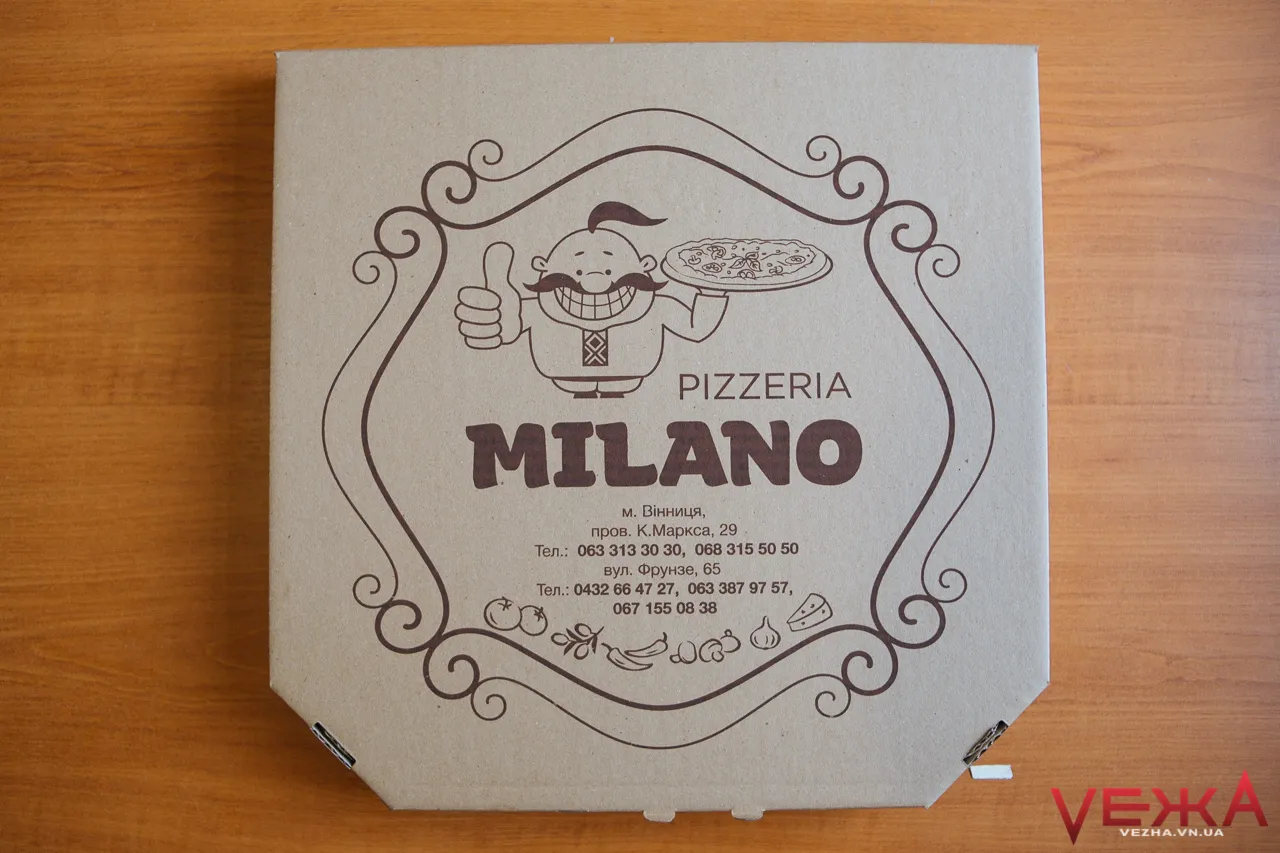 PIZZERIA
MILANO
м. Вінниця,
пров. К.Маркса, 29
Тел.: 063 313 30 30, 068 315 50 50
вул. Фрунзе, 65
Тел.: 0432 66 47 27, 063 387 97 57,
067 155 08 38
VEЖА
VEZHA.VN.UA